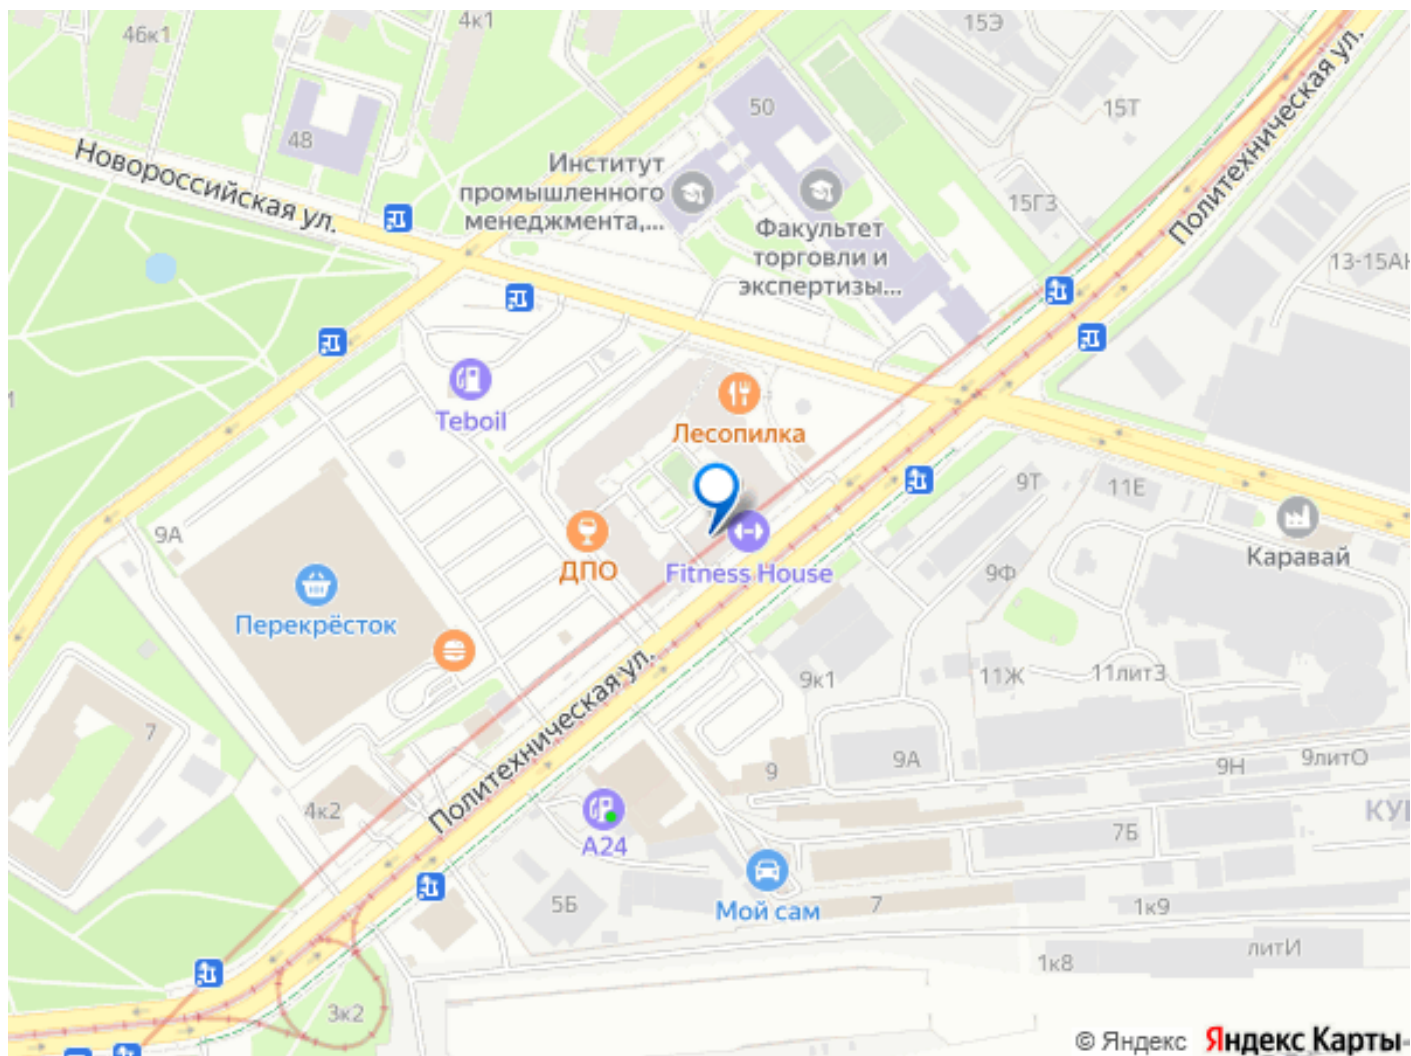 46к1
4к1
15Э
Политехническая ул.
50
15Т
48
Новороссийская ул.
Институт
промышленного
менеджмента,...
15Г3
Факультет
торговли и
экспертизы...
13-15АН
Teboil
Лесопилка
9Т
11Е
9А
ДПО
Fitness House
Каравай
9Ф
Перекрёсток
9к1
11Ж
11лит3
7
Политехническая ул.
9
9А
9Н
9литО
4к2
А24
7Б
5Б
Мой сам
7
1к9
литИ
1к8
3к2
© Яндекс Яндекс Карты